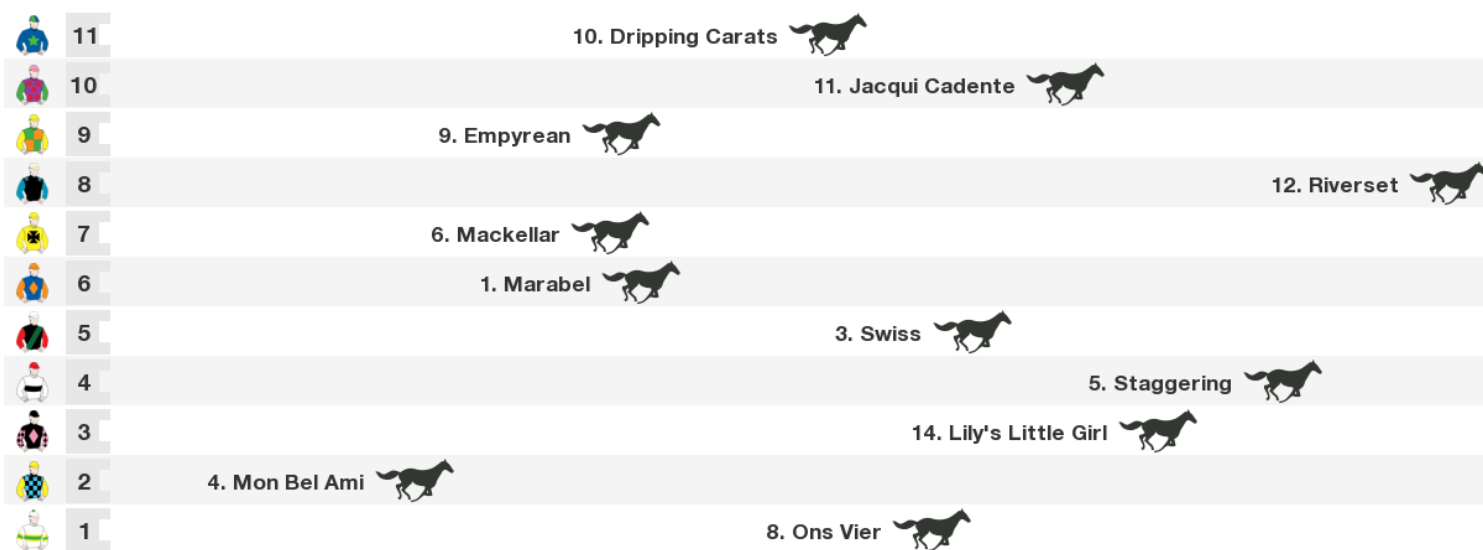 11 10. Dripping Carats
10 11. Jacqui Cadente
9 9. Empyrean
8 12. Riverset
7 6. Mackellar
6 1. Marabel
5 3. Swiss
4 5. Staggering
3 14. Lily's Little Girl
2 4. Mon Bel Ami
1 8. Ons Vier